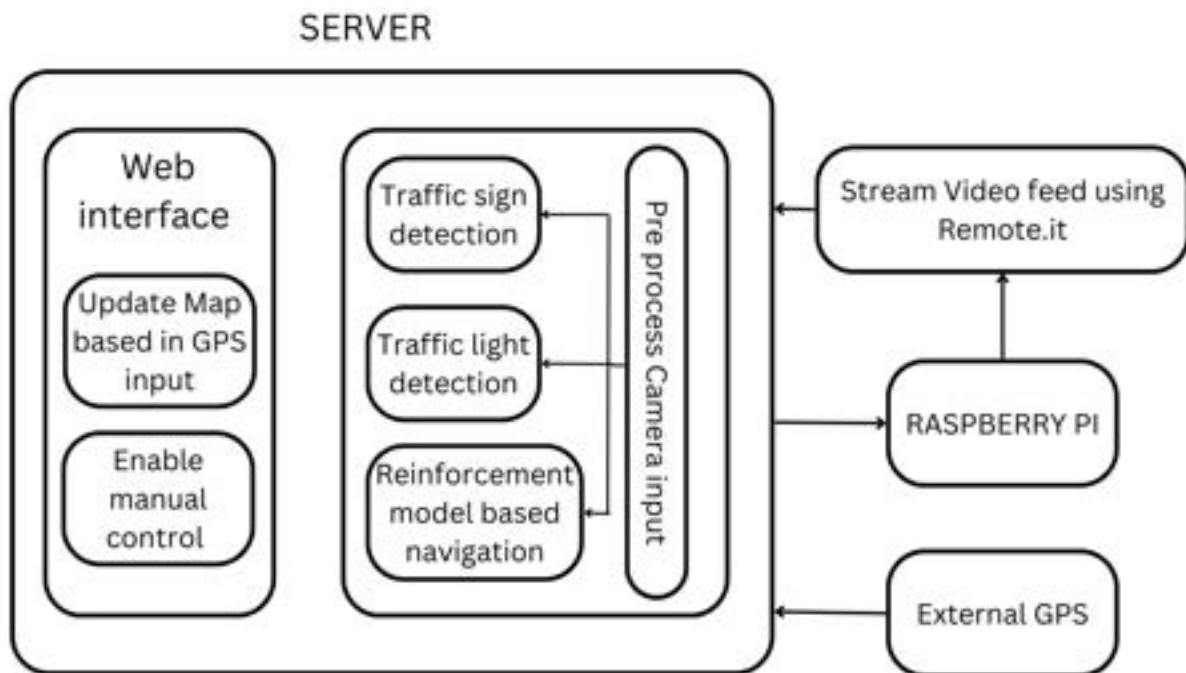 SERVER
Web
interface
Update Map
based in GPS
input
Enable
manual
control
Traffic sign
detection
Traffic light
detection
Reinforcement
model based
navigation
Pre process Camera input
Stream Video feed using
Remote.it
RASPBERRY PI
External GPS